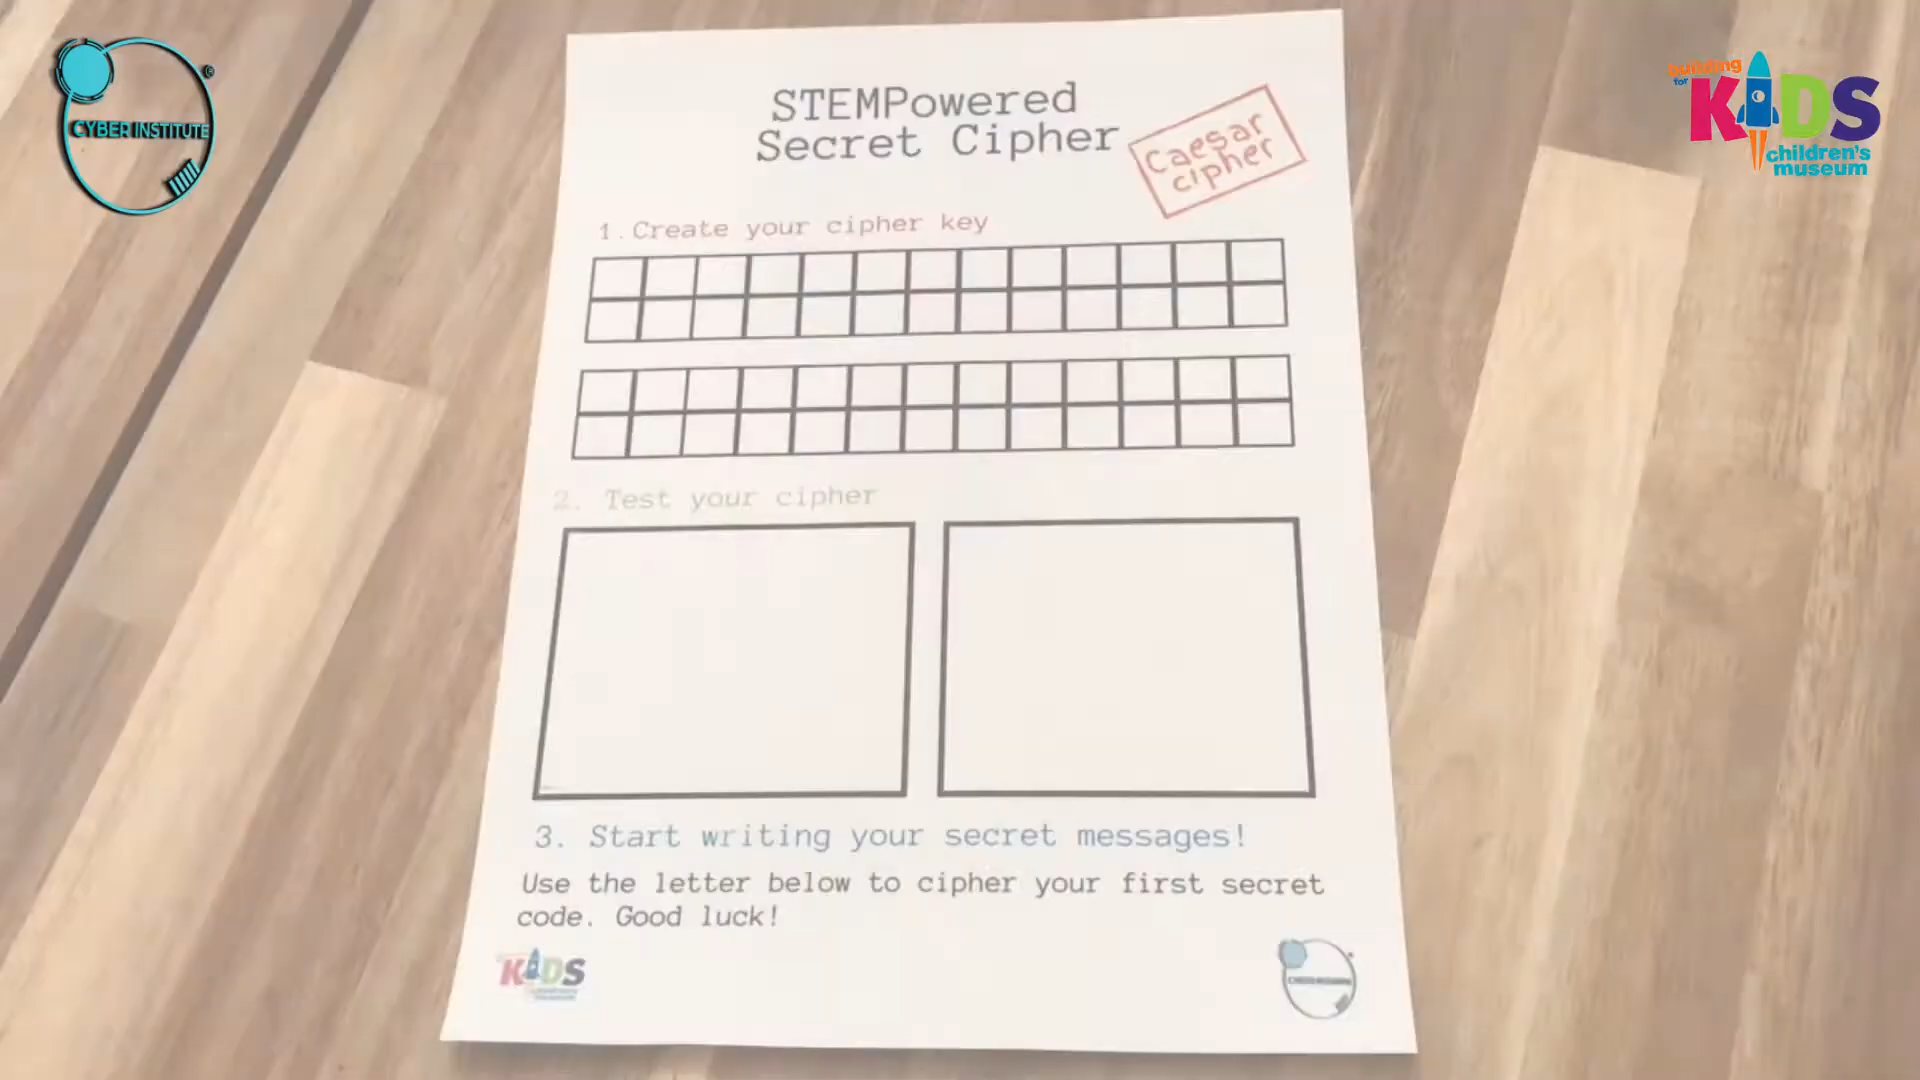 CYBER INSTITUTE
building
for
KIDS
children's
museum
STEMPowered
Secret Cipher
Caesar
cipher
1. Create your cipher key
2. Test your cipher
3. Start writing your secret messages!
Use the letter below to cipher your first secret
code. Good luck!
KIDS